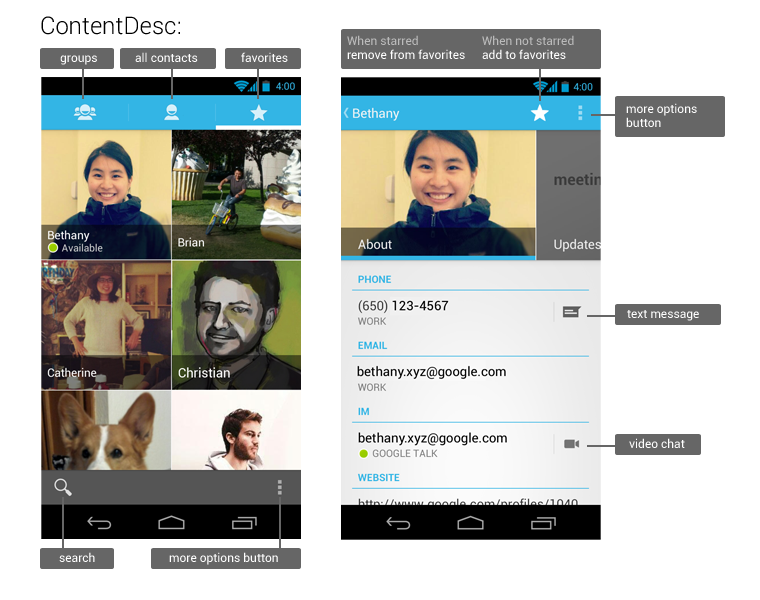 ContentDesc:
groups
all contacts
favorites
4:00
Bethany
Available
Brian
Catherine
Christian
search
more options button
When starred
remove from favorites
When not starred
add to favorites
4:00
Bethany
more options
button
meetin
About
Updates
PHONE
(650) 123-4567
WORK
text message
EMAIL
bethany.xyz@google.com
WORK
IM
bethany.xyz@google.com
GOOGLE TALK
video chat
WEBSITE
http://www.google.com/profiles/1040